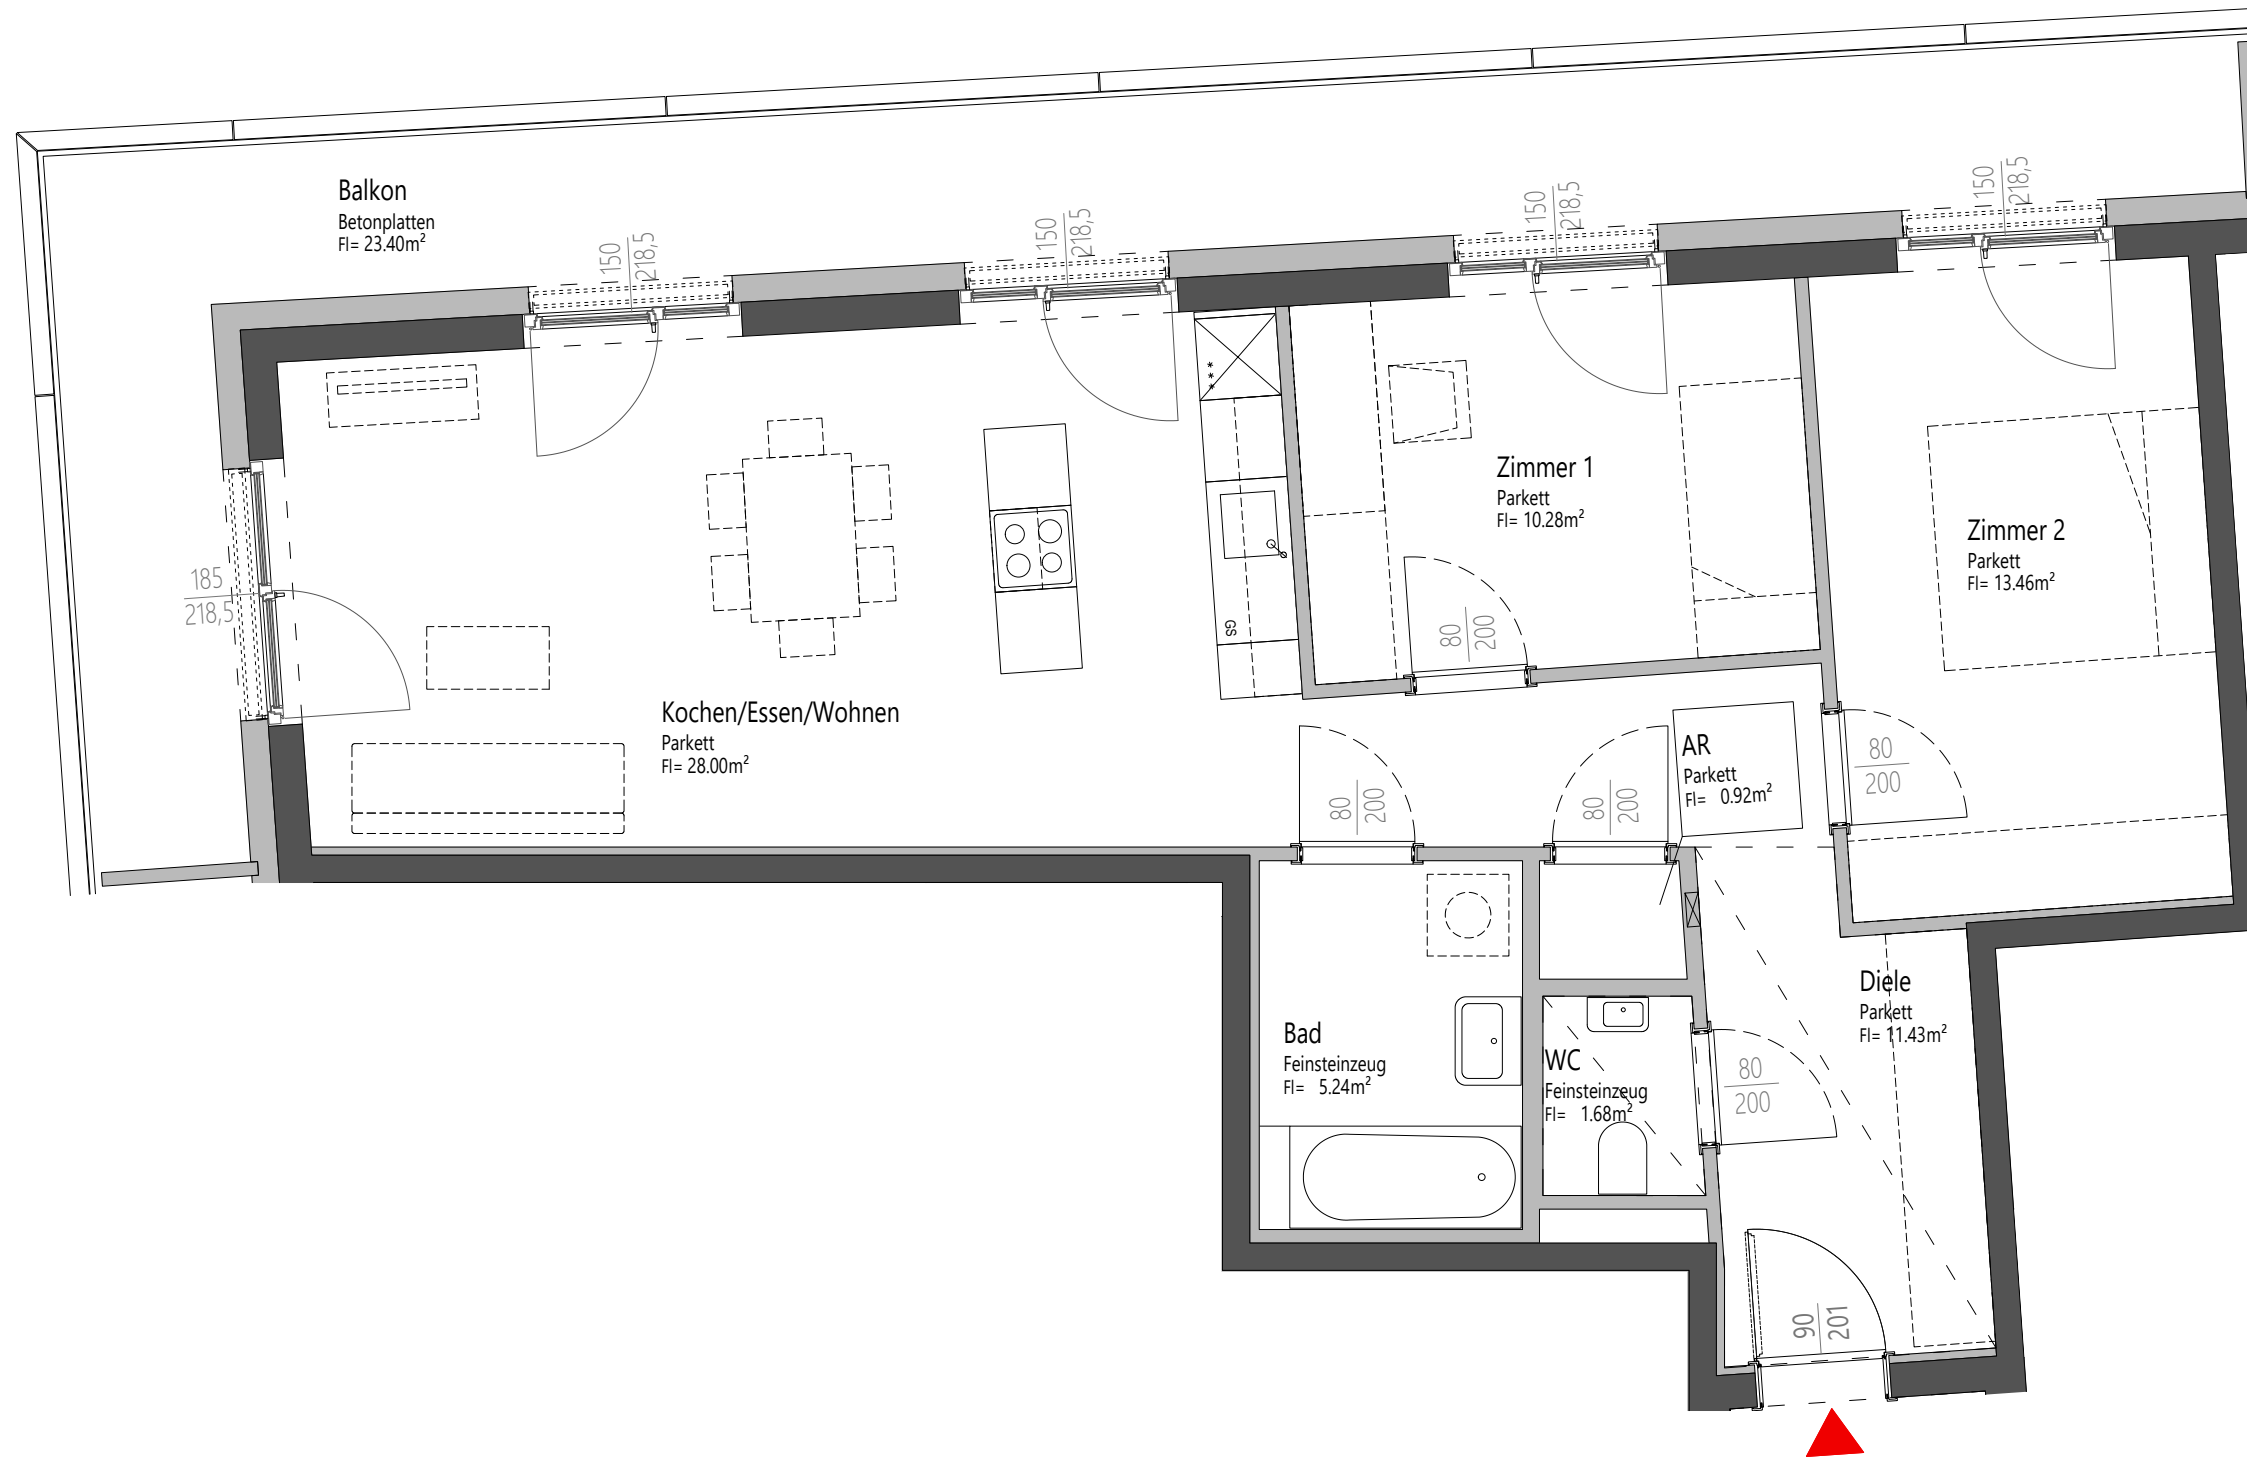 Balkon
Betonplatten
Fl= 23.40m²
150
218,5
150
218,5
150
218,5
150
218,5
185
218,5
***
GS
Zimmer 1
Parkett
Fl= 10.28m²
80
200
Zimmer 2
Parkett
Fl= 13.46m²
Kochen/Essen/Wohnen
Parkett
Fl= 28.00m²
80
200
80
200
AR
Parkett
Fl= 0.92m²
80
200
Diele
Parkett
Fl= 11.43m²
Bad
Feinsteinzeug
Fl= 5.24m²
WC
Feinsteinzeug
Fl= 1.68m²
80
200
90
201